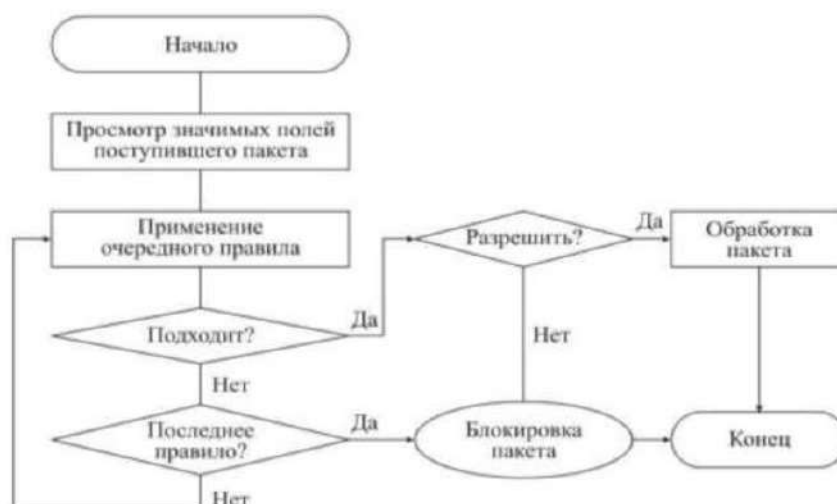 Начало
Просмотр значимых полей
поступившего пакета
Применение
очередного правила
Разрешить?
Да
Обработка
пакета
Подходит?
Да
Нет
Нет
Последнее
правило?
Да
Блокировка
пакета
Конец
Нет